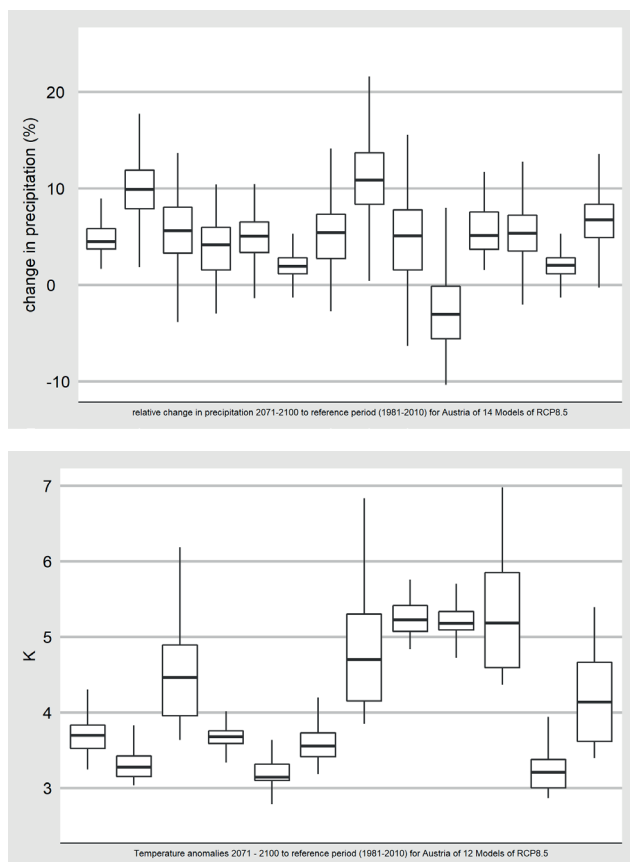 change in precipitation (%)
20
10
0
-10
relative change in precipitation 2071-2100 to reference period (1981-2010) for Austria of 14 Models of RCP8.5
K
7
6
5
4
3
Temperature anomalies 2071 - 2100 to reference period (1981-2010) for Austria of 12 Models of RCP8.5